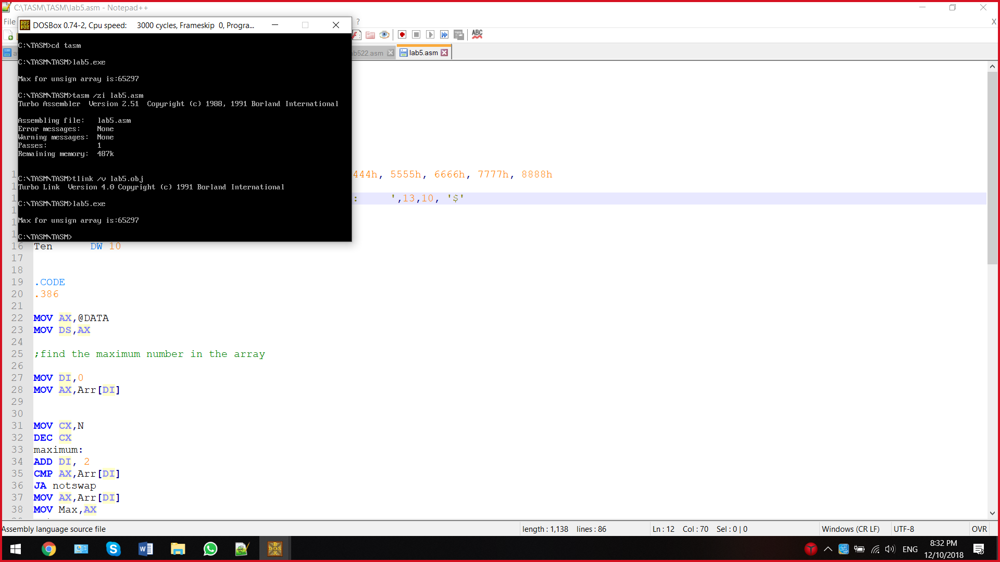 C:\TASM\TASM\lab5.asm - Notepad++
File
?
X
DOSBox 0.74-2, Cpu speed: 3000 cycles, Frameskip 0, Progra...
C:\TASM>cd tasm
C:\TASM\TASM>lab5.exe
Max for unsign array is:65297
C:\TASM\TASM>tasm /zi lab5.asm
Turbo Assembler Version 2.51 Copyright (c) 1988, 1991 Borland International
Assembling file: lab5.asm
Error messages: None
Warning messages: None
Passes: 1
Remaining memory: 487k
C:\TASM\TASM>tlink /v lab5.obj
Turbo Link Version 4.0 Copyright (c) 1991 Borland International
C:\TASM\TASM>lab5.exe
Max for unsign array is:65297
C:\TASM\TASM>
ABC
b522.asm
lab5.asm
444h, 5555h, 6666h, 7777h, 8888h
: ',13,10, '$'
16 Ten DW 10
17
18
19 .CODE
20 .386
21
22 MOV AX,@DATA
23 MOV DS,AX
24
25 ;find the maximum number in the array
26
27 MOV DI,0
28 MOV AX,Arr[DI]
29
30
31 MOV CX,N
32 DEC CX
33 maximum:
34 ADD DI, 2
35 CMP AX,Arr[DI]
36 JA notswap
37 MOV AX,Arr[DI]
38 MOV Max,AX
Assembly language source file
length : 1,138 lines : 86
Ln : 12 Col : 70 Sel : 0 | 0
Windows (CR LF)
UTF-8
OVR
ENG
8:32 PM
12/10/2018